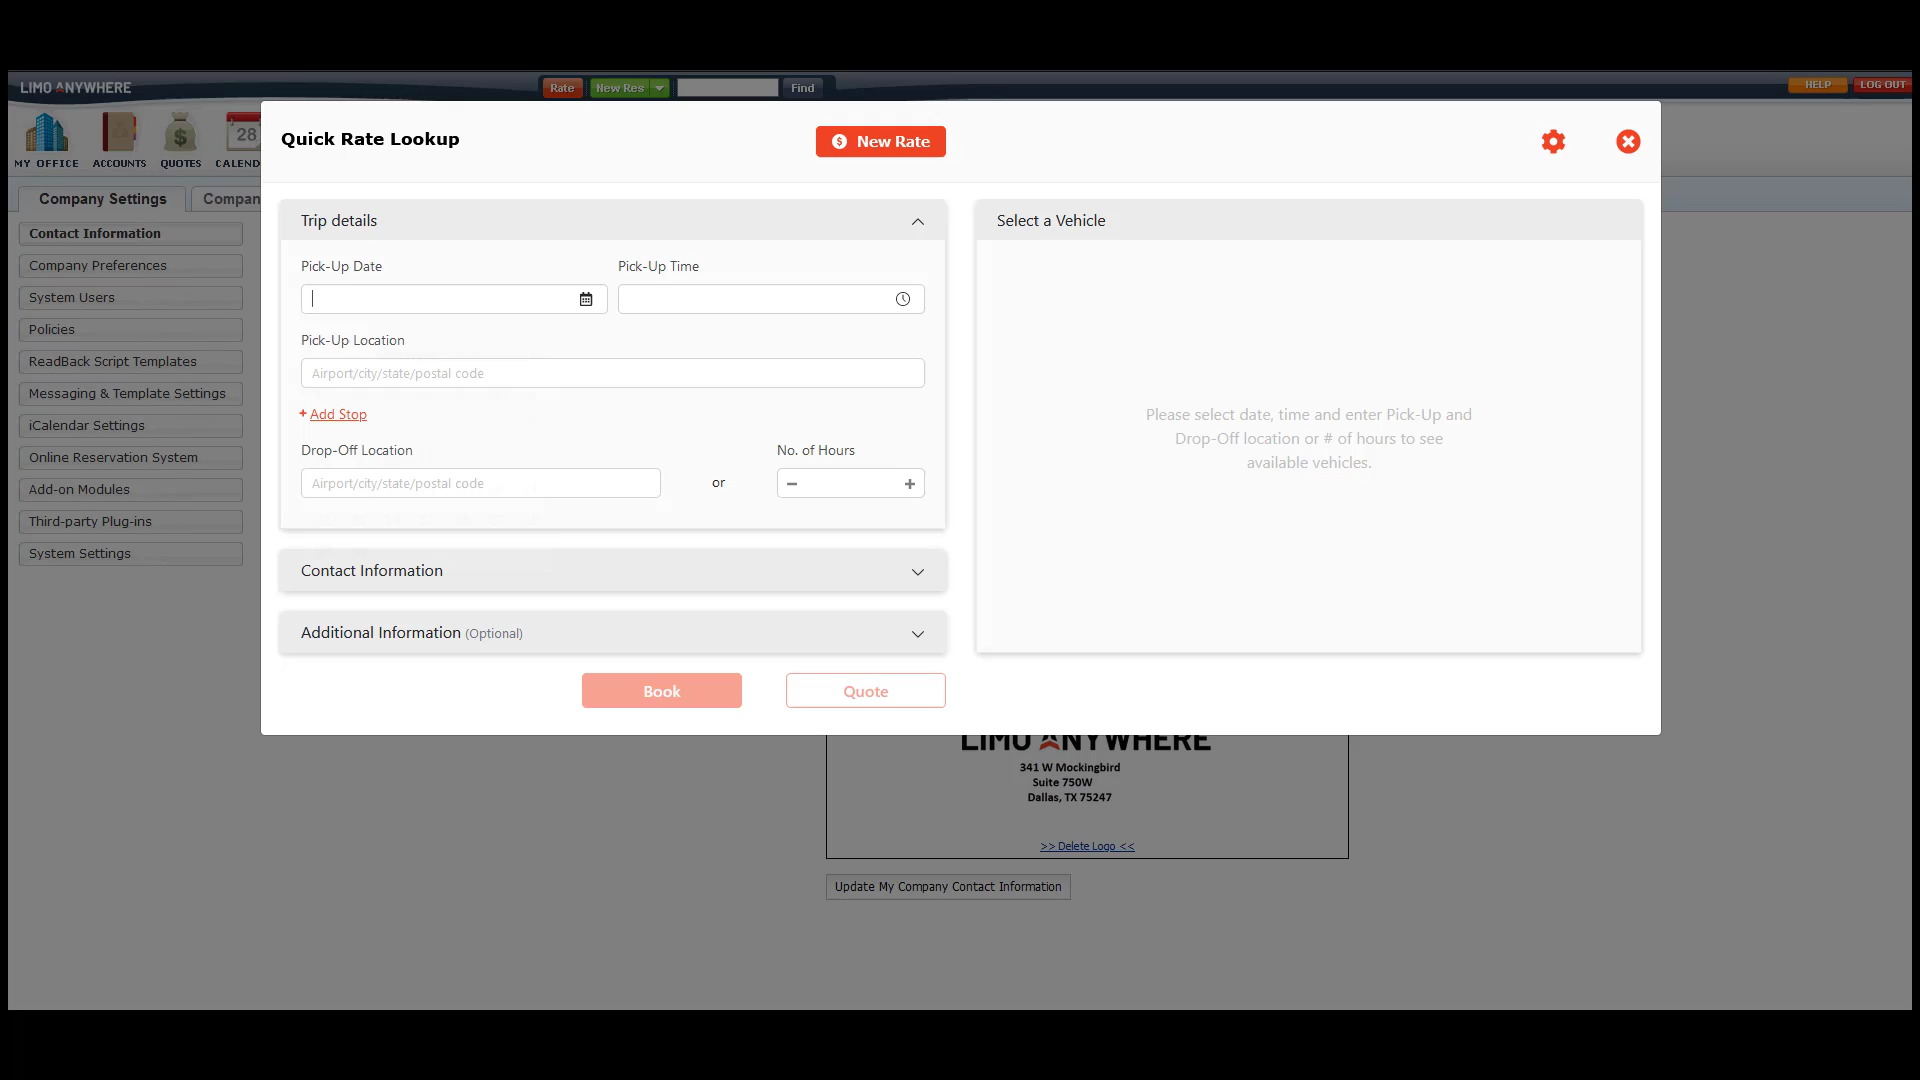 LIMO ANYWHERE
Rate
New Res
Find
HELP
LOG OUT
28
MY OFFICE
ACCOUNTS
QUOTES
CALEND
Company Settings
Compan
Contact Information
Company Preferences
System Users
Policies
ReadBack Script Templates
Messaging & Template Settings
iCalendar Settings
Online Reservation System
Add-on Modules
Third-party Plug-ins
System Settings
Quick Rate Lookup
$ New Rate
Trip details
Pick-Up Date
Pick-Up Time
Pick-Up Location
Airport/city/state/postal code
+ Add Stop
Drop-Off Location
No. of Hours
Airport/city/state/postal code
or
− +
Contact Information
Additional Information (Optional)
Book
Quote
Select a Vehicle
Please select date, time and enter Pick-Up and
Drop-Off location or # of hours to see
available vehicles.
LIMO ANYWHERE
341 W Mockingbird
Suite 750W
Dallas, TX 75247
>> Delete Logo <<
Update My Company Contact Information